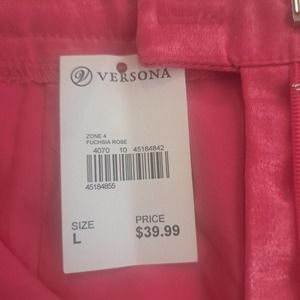 VERSONA
ZONE 4
FUCHSIA ROSE
4070 10 45184842
45184855
SIZE PRICE
L $39.99